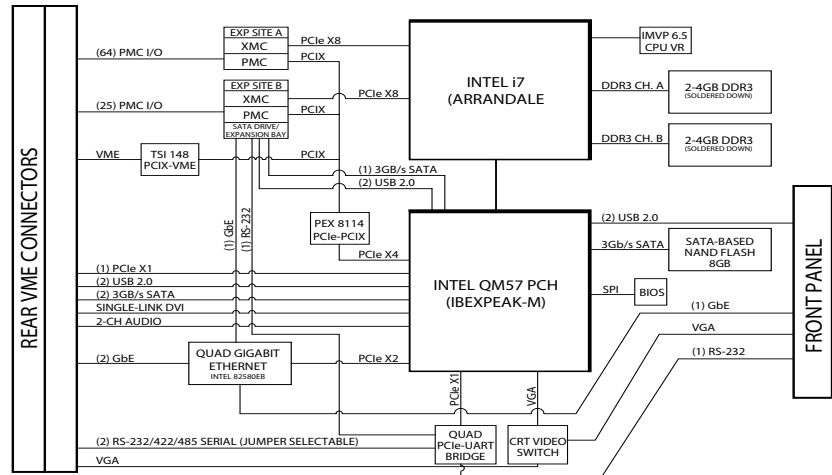 REAR VME CONNECTORS
(64) PMC I/O
EXP SITE A
XMC
PMC
PCIe X8
PCIX
(25) PMC I/O
EXP SITE B
XMC
PMC
SATA DRIVE/
EXPANSION BAY
PCIX
PCIe X8
VME
TSI 148
PCIX-VME
PCIX
INTEL i7
(ARRANDALE
IMVP 6.5
CPU VR
DDR3 CH. A
2-4GB DDR3
(SOLDERED DOWN)
DDR3 CH. B
2-4GB DDR3
(SOLDERED DOWN)
(1) 3GB/s SATA
(2) USB 2.0
(1) GbE
(1) RS-232
PEX 8114
PCIe-PCIX
PCIe X4
(1) PCIe X1
(2) USB 2.0
(2) 3GB/s SATA
SINGLE-LINK DVI
2-CH AUDIO
INTEL QM57 PCH
(IBEXPEAK-M)
(2) USB 2.0
3Gb/s SATA
SATA-BASED
NAND FLASH
8GB
SPI
BIOS
(1) GbE
VGA
(1) RS-232
FRONT PANEL
(2) GbE
QUAD GIGABIT
ETHERNET
INTEL 82580EB
PCIe X2
PCIe X1
VGA
(2) RS-232/422/485 SERIAL (JUMPER SELECTABLE)
QUAD
PCIe-UART
BRIDGE
CRT VIDEO
SWITCH
VGA